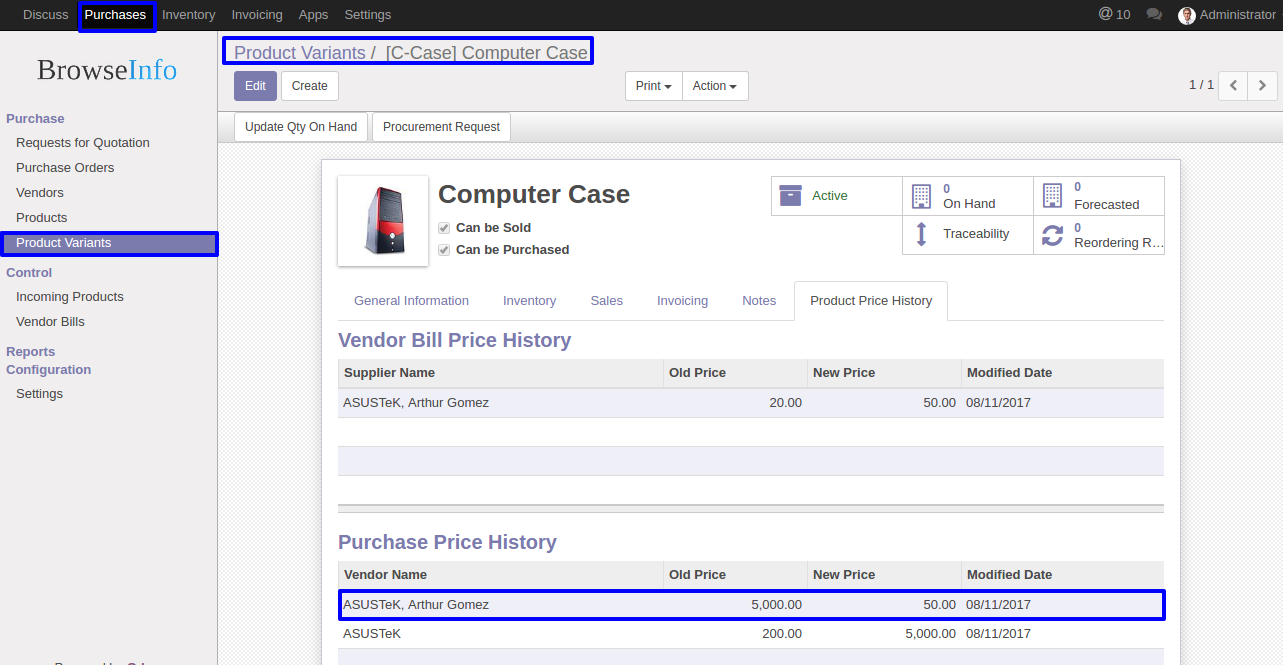 Discuss Purchases Inventory Invoicing Apps Settings @ 10 Administrator
BrowseInfo
Product Variants / [C-Case] Computer Case
Edit Create Print Action 1 / 1
Update Qty On Hand Procurement Request
Purchase
Requests for Quotation
Purchase Orders
Vendors
Products
Product Variants
Control
Incoming Products
Vendor Bills
Reports
Configuration
Settings
Computer Case
Can be Sold
Can be Purchased
Active
0
On Hand
0
Forecasted
Traceability
0
Reordering R...
General Information Inventory Sales Invoicing Notes Product Price History
Vendor Bill Price History
Supplier Name Old Price New Price Modified Date
ASUSTeK, Arthur Gomez 20.00 50.00 08/11/2017
Purchase Price History
Vendor Name Old Price New Price Modified Date
ASUSTeK, Arthur Gomez 5,000.00 50.00 08/11/2017
ASUSTeK 200.00 5,000.00 08/11/2017